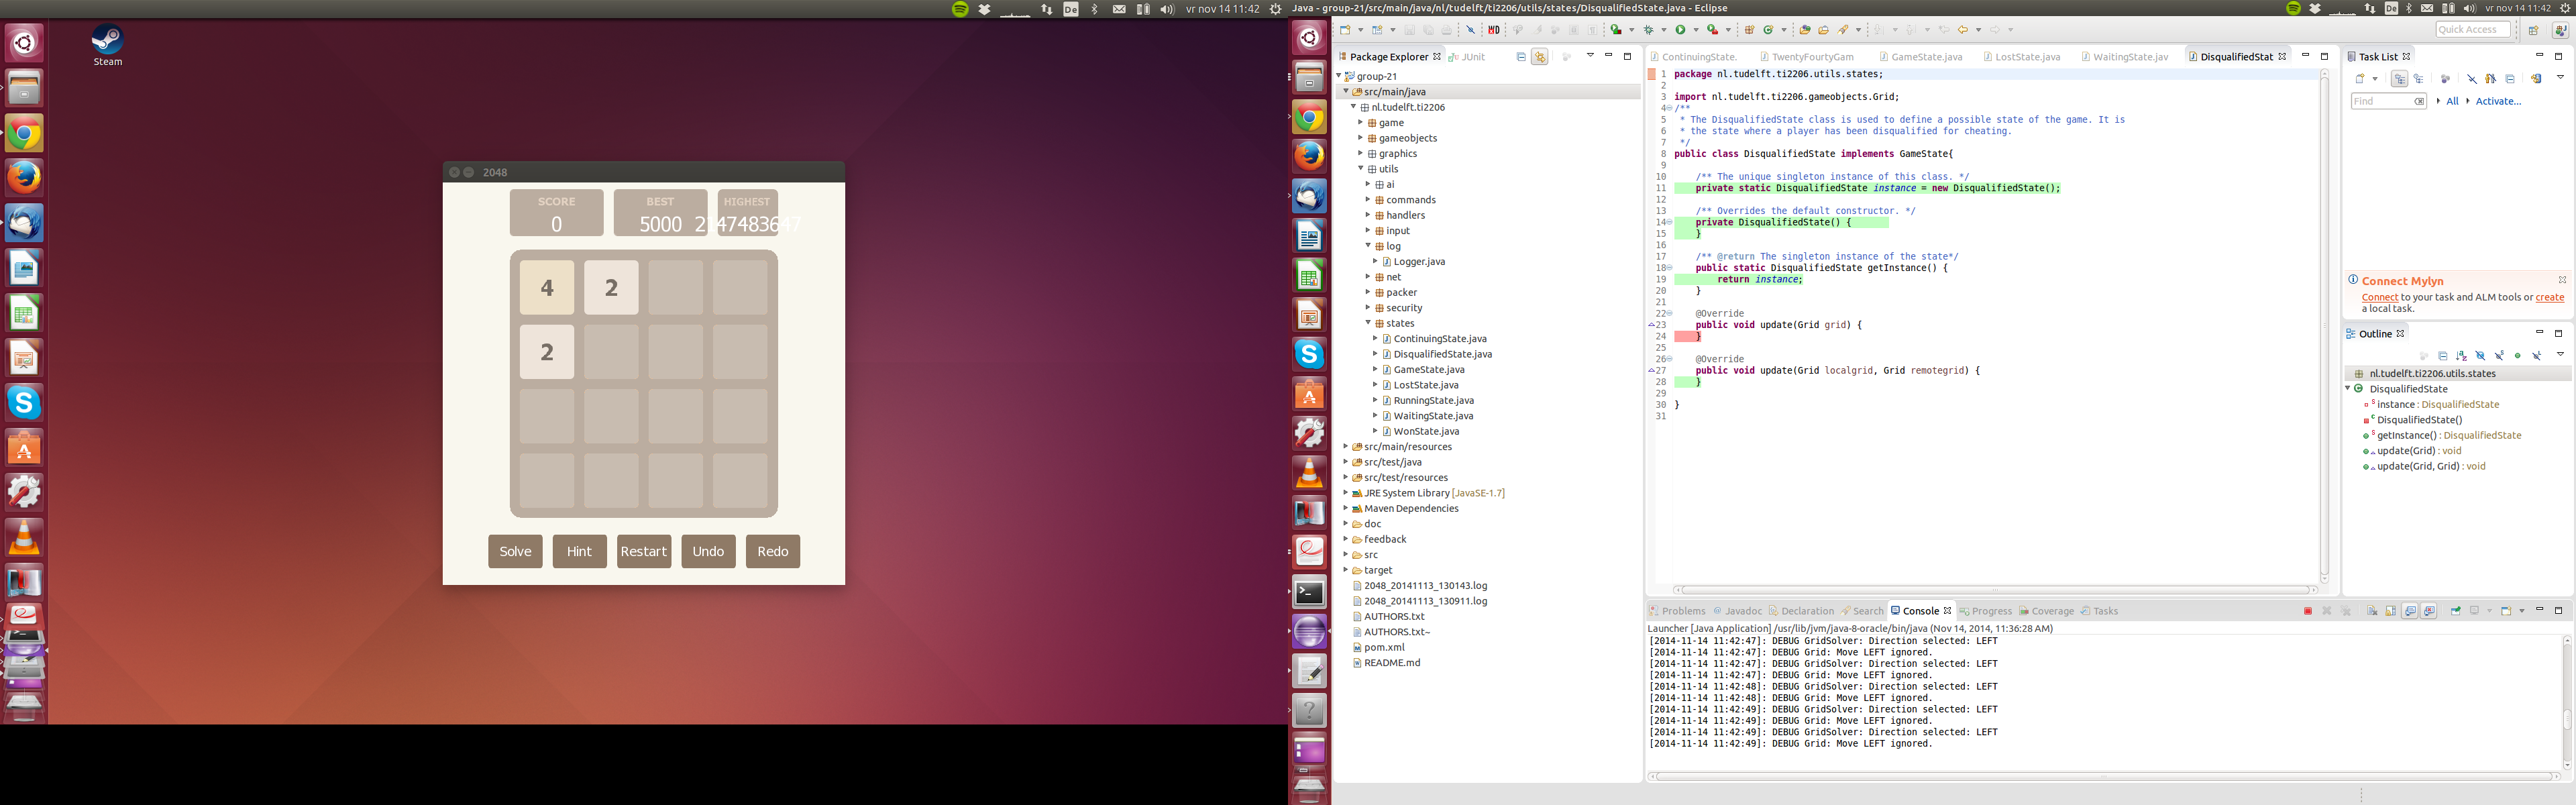 De
vr nov 14 11:42
Steam
2048
SCORE
BEST
HIGHEST
0
5000
2147483647
4
2
2
Solve
Hint
Restart
Undo
Redo
Java - group-21/src/main/java/nl/tudelft/ti2206/utils/states/DisqualifiedState.java - Eclipse
De
vr nov 14 11:42
Quick Access
Package Explorer
JUnit
group-21
src/main/java
nl.tudelft.ti2206
game
gameobjects
graphics
utils
ai
commands
handlers
input
log
Logger.java
net
packer
security
states
ContinuingState.java
DisqualifiedState.java
GameState.java
LostState.java
RunningState.java
WaitingState.java
WonState.java
src/main/resources
src/test/java
src/test/resources
JRE System Library [JavaSE-1.7]
Maven Dependencies
doc
feedback
src
target
2048_20141113_130143.log
2048_20141113_130911.log
AUTHORS.txt
AUTHORS.txt~
pom.xml
README.md
ContinuingState.
TwentyFourtyGam
GameState.java
LostState.java
WaitingState.jav
DisqualifiedStat
1 package nl.tudelft.ti2206.utils.states;
2
3 import nl.tudelft.ti2206.gameobjects.Grid;
4 /**
5 * The DisqualifiedState class is used to define a possible state of the game. It is
6 * the state where a player has been disqualified for cheating.
7 */
8 public class DisqualifiedState implements GameState{
9
10 /** The unique singleton instance of this class. */
11 private static DisqualifiedState instance = new DisqualifiedState();
12
13 /** Overrides the default constructor. */
14 private DisqualifiedState() {
15 }
16
17 /** @return The singleton instance of the state*/
18 public static DisqualifiedState getInstance() {
19 return instance;
20 }
21
22 @Override
23 public void update(Grid grid) {
24 }
25
26 @Override
27 public void update(Grid localgrid, Grid remotegrid) {
28 }
29
30 }
31
Task List
Find
All
Activate...
Connect Mylyn
Connect to your task and ALM tools or create
a local task.
Outline
nl.tudelft.ti2206.utils.states
DisqualifiedState
instance : DisqualifiedState
DisqualifiedState()
getInstance() : DisqualifiedState
update(Grid) : void
update(Grid, Grid) : void
Problems
Javadoc
Declaration
Search
Console
Progress
Coverage
Tasks
Launcher [Java Application] /usr/lib/jvm/java-8-oracle/bin/java (Nov 14, 2014, 11:36:28 AM)
[2014-11-14 11:42:47]: DEBUG GridSolver: Direction selected: LEFT
[2014-11-14 11:42:47]: DEBUG Grid: Move LEFT ignored.
[2014-11-14 11:42:47]: DEBUG GridSolver: Direction selected: LEFT
[2014-11-14 11:42:47]: DEBUG Grid: Move LEFT ignored.
[2014-11-14 11:42:48]: DEBUG GridSolver: Direction selected: LEFT
[2014-11-14 11:42:48]: DEBUG Grid: Move LEFT ignored.
[2014-11-14 11:42:49]: DEBUG GridSolver: Direction selected: LEFT
[2014-11-14 11:42:49]: DEBUG Grid: Move LEFT ignored.
[2014-11-14 11:42:49]: DEBUG GridSolver: Direction selected: LEFT
[2014-11-14 11:42:49]: DEBUG Grid: Move LEFT ignored.